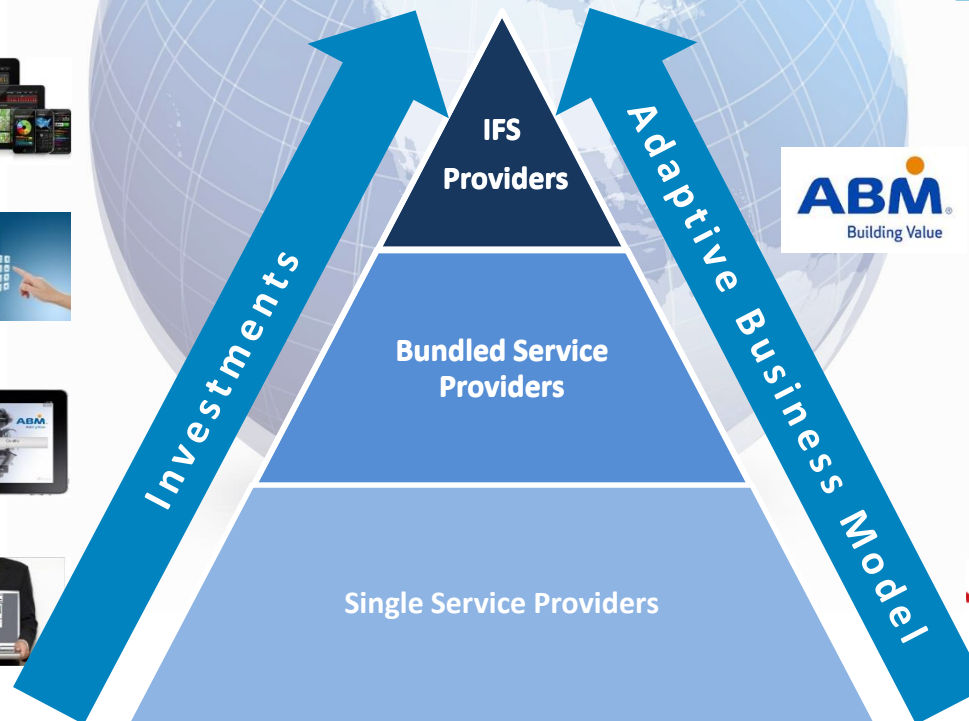 IFS
Providers
Bundled Service
Providers
Single Service Providers
Investments
Adaptive Business Model
ABM®
Building Value
ABM